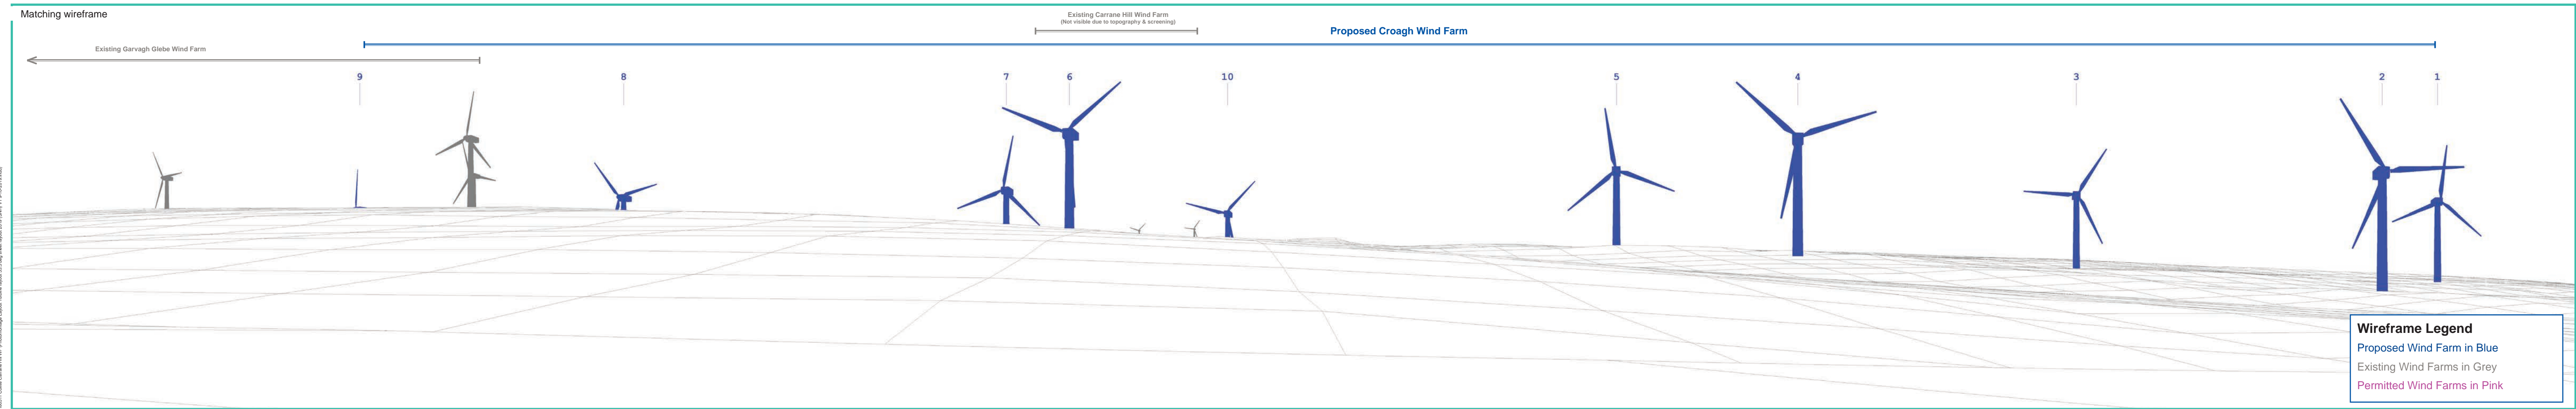 Matching wireframe
Existing Carrane Hill Wind Farm
(Not visible due to topography & screening)
Proposed Croagh Wind Farm
Existing Garvagh Glebe Wind Farm
9
8
7
6
10
5
4
3
2
1
Wireframe Legend
Proposed Wind Farm in Blue
Existing Wind Farms in Grey
Permitted Wind Farms in Pink